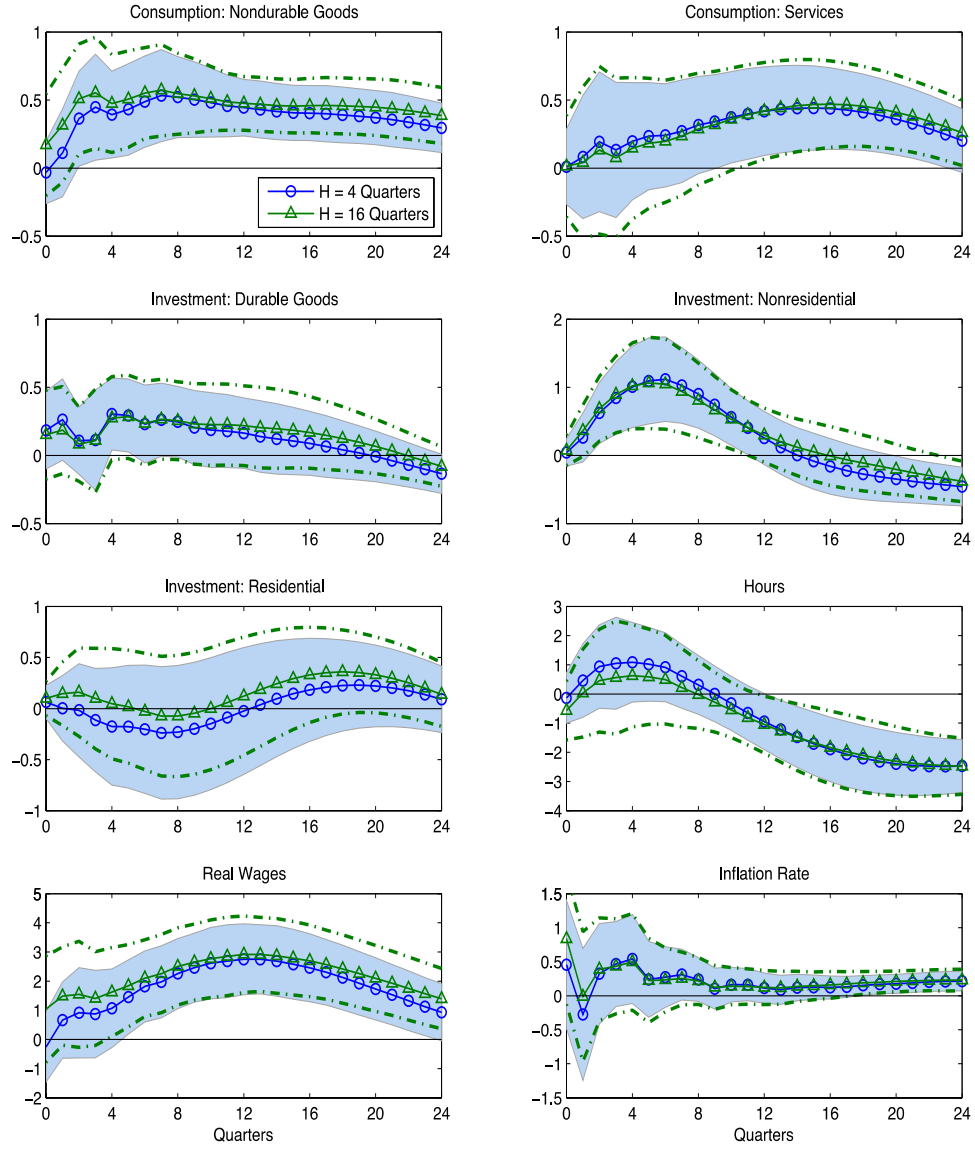 Consumption: Nondurable Goods
1
0.5
0
−0.5
0 4 8 12 16 20 24
H = 4 Quarters
H = 16 Quarters
Consumption: Services
1
0.5
0
−0.5
0 4 8 12 16 20 24
Investment: Durable Goods
1
0.5
0
−0.5
0 4 8 12 16 20 24
Investment: Nonresidential
2
1
0
−1
0 4 8 12 16 20 24
Investment: Residential
1
0.5
0
−0.5
−1
0 4 8 12 16 20 24
Hours
3
2
1
0
−1
−2
−3
−4
0 4 8 12 16 20 24
Real Wages
5
4
3
2
1
0
−1
−2
0 4 8 12 16 20 24
Quarters
Inflation Rate
1.5
1
0.5
0
−0.5
−1
−1.5
0 4 8 12 16 20 24
Quarters